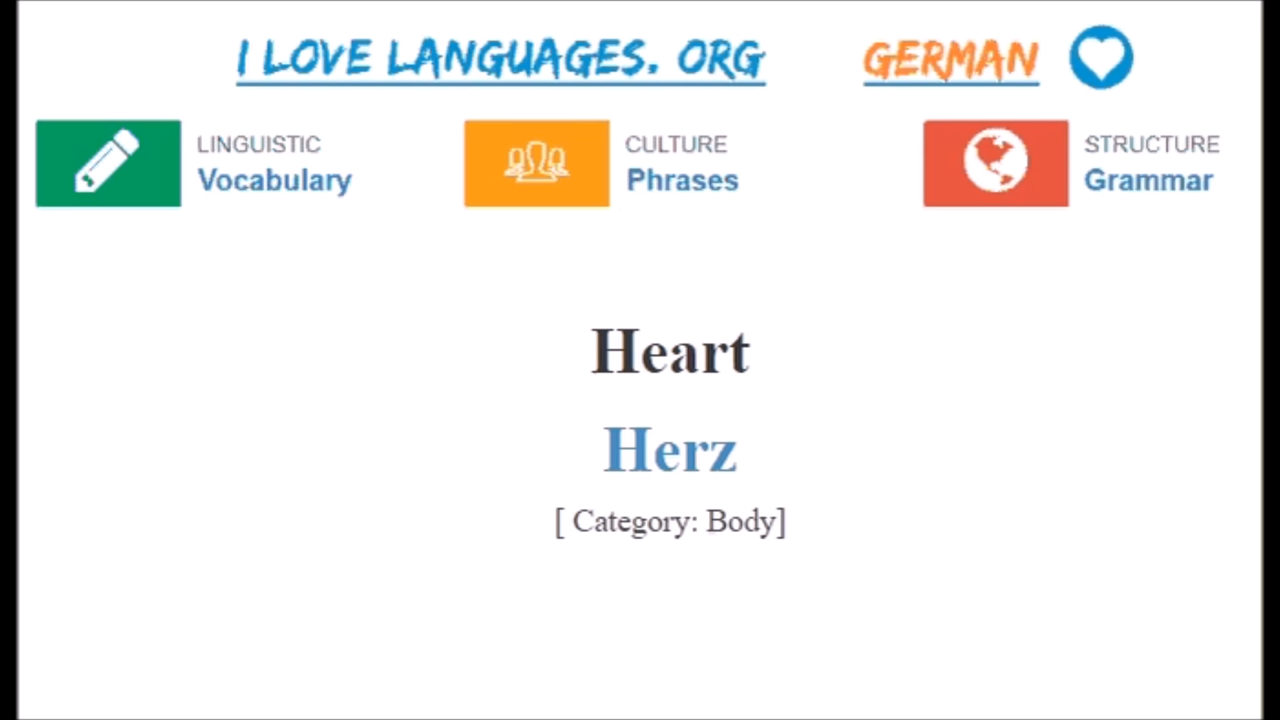 I LOVE LANGUAGES. ORG GERMAN
LINGUISTIC CULTURE STRUCTURE
Vocabulary Phrases Grammar
Heart
Herz
[ Category: Body]